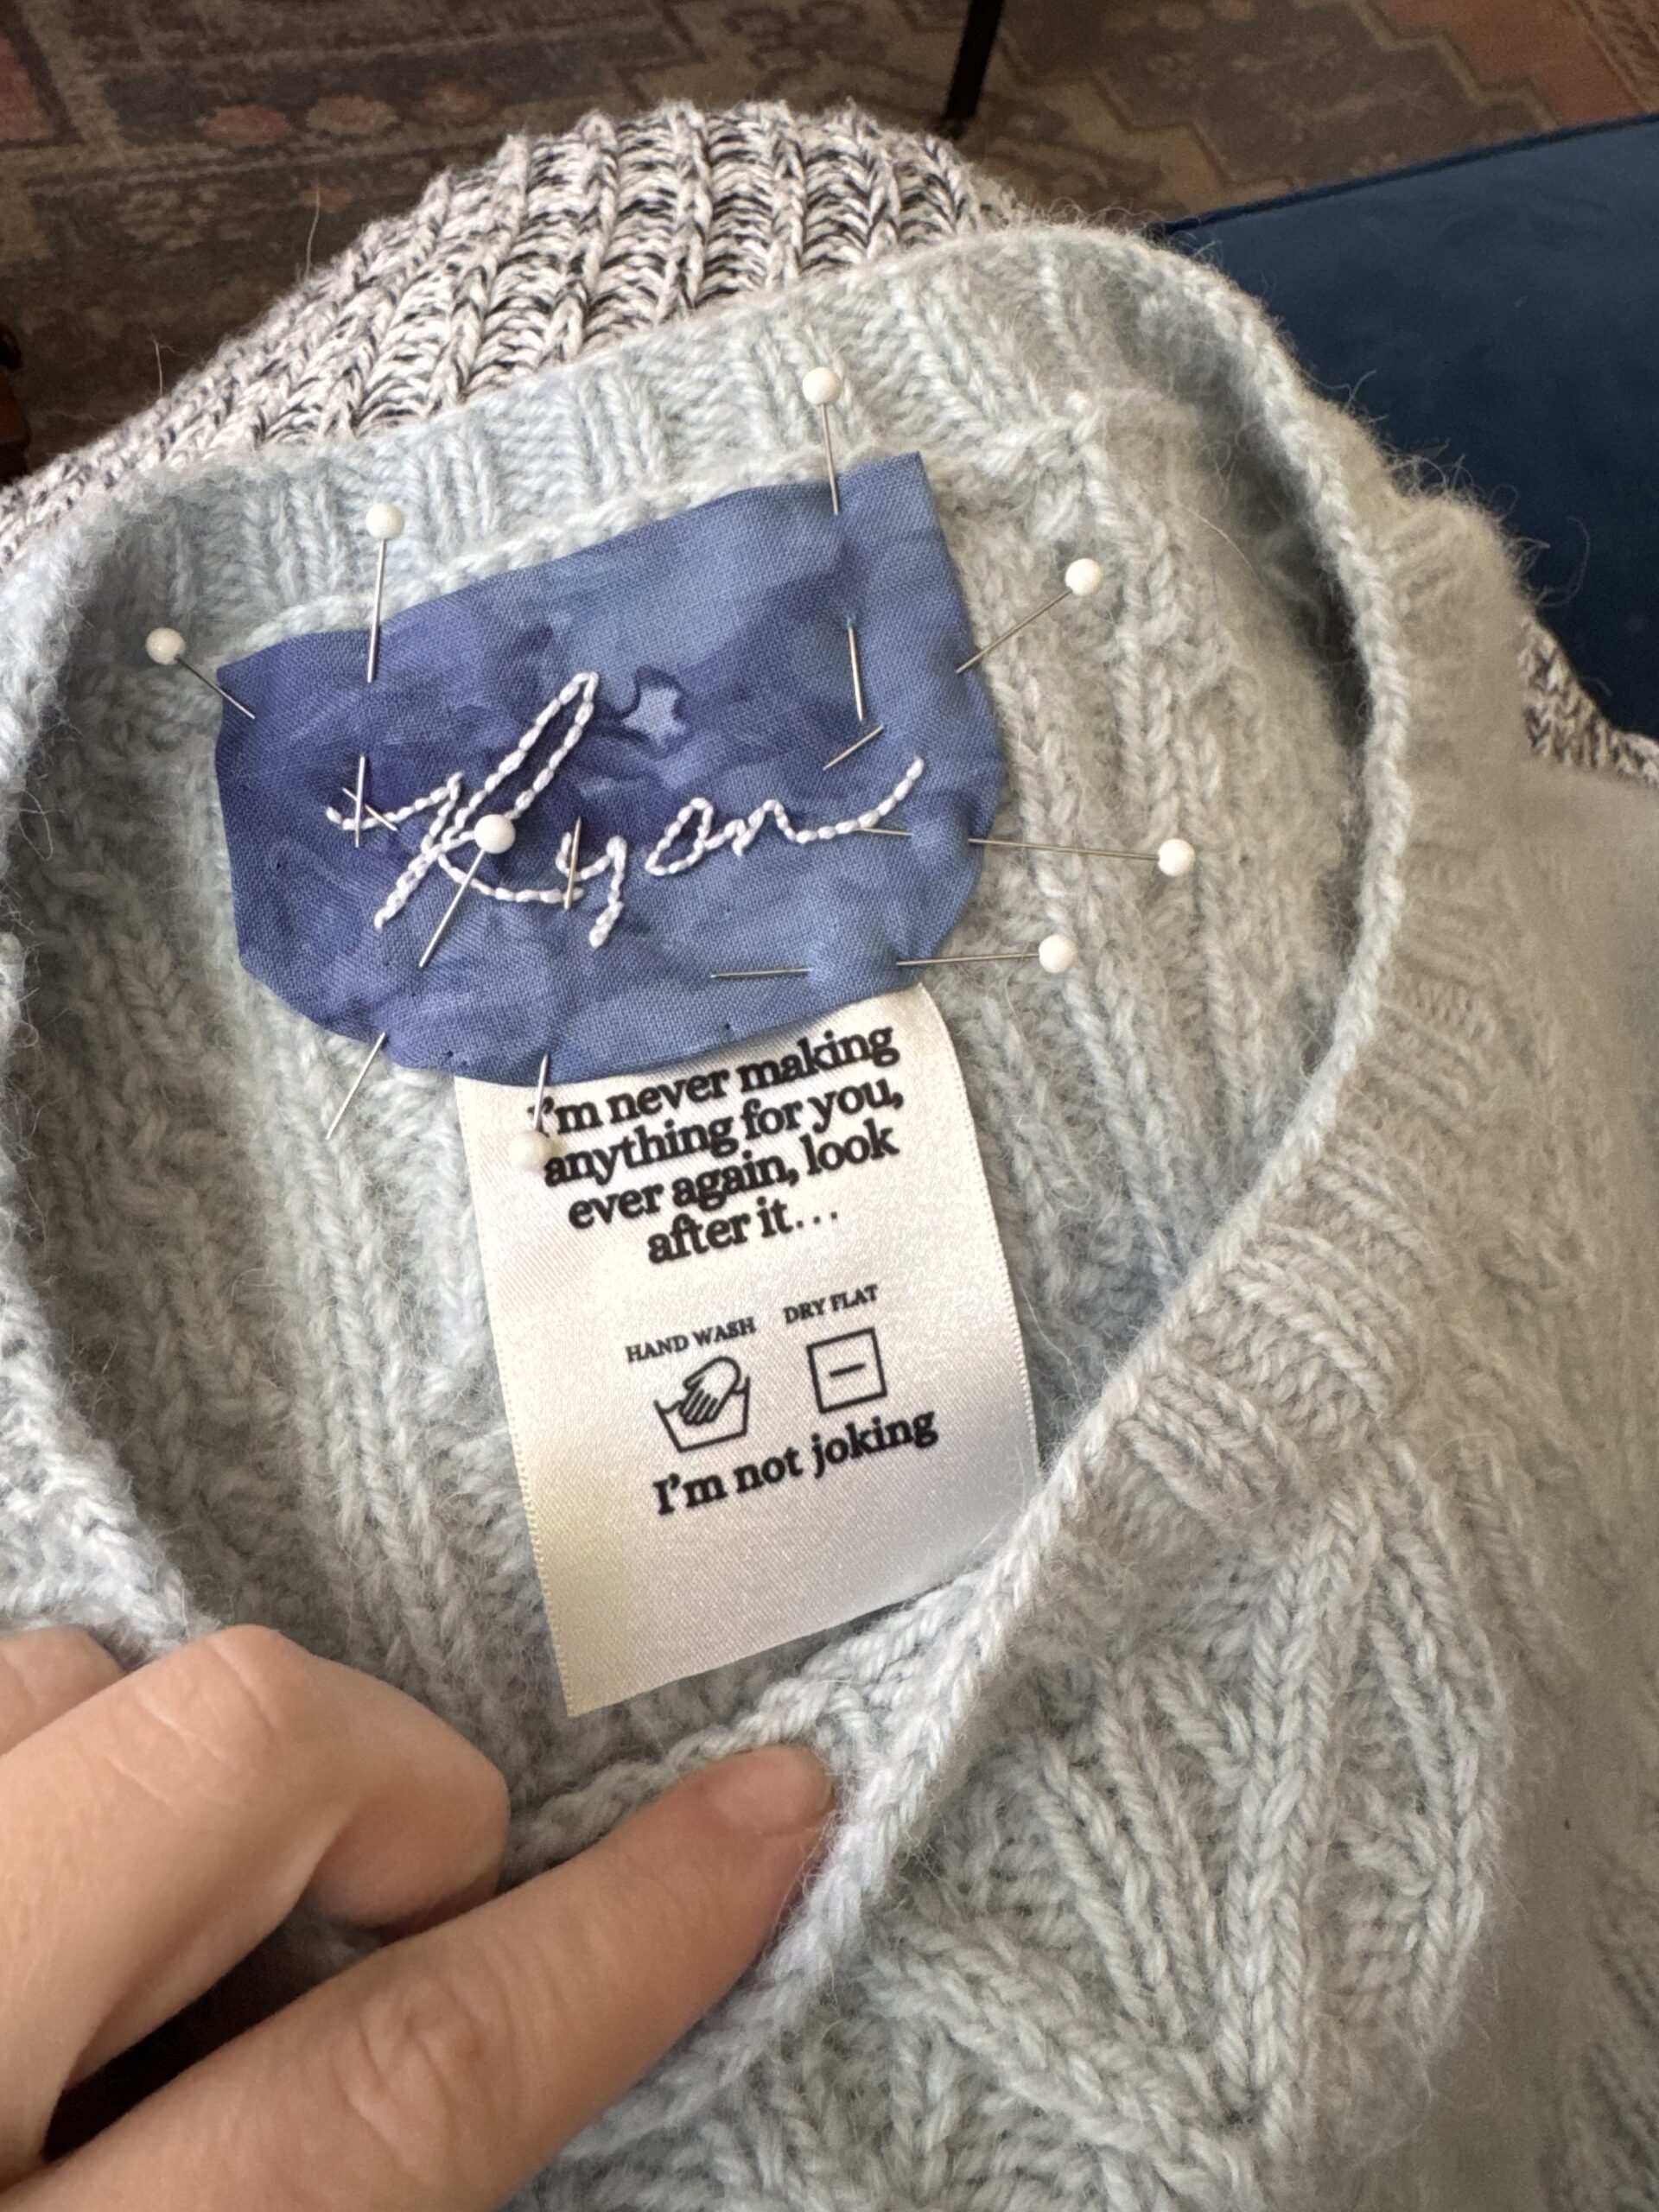 Ryan
I'm never making
anything for you,
ever again, look
after it...
HAND WASH DRY FLAT
I'm not joking